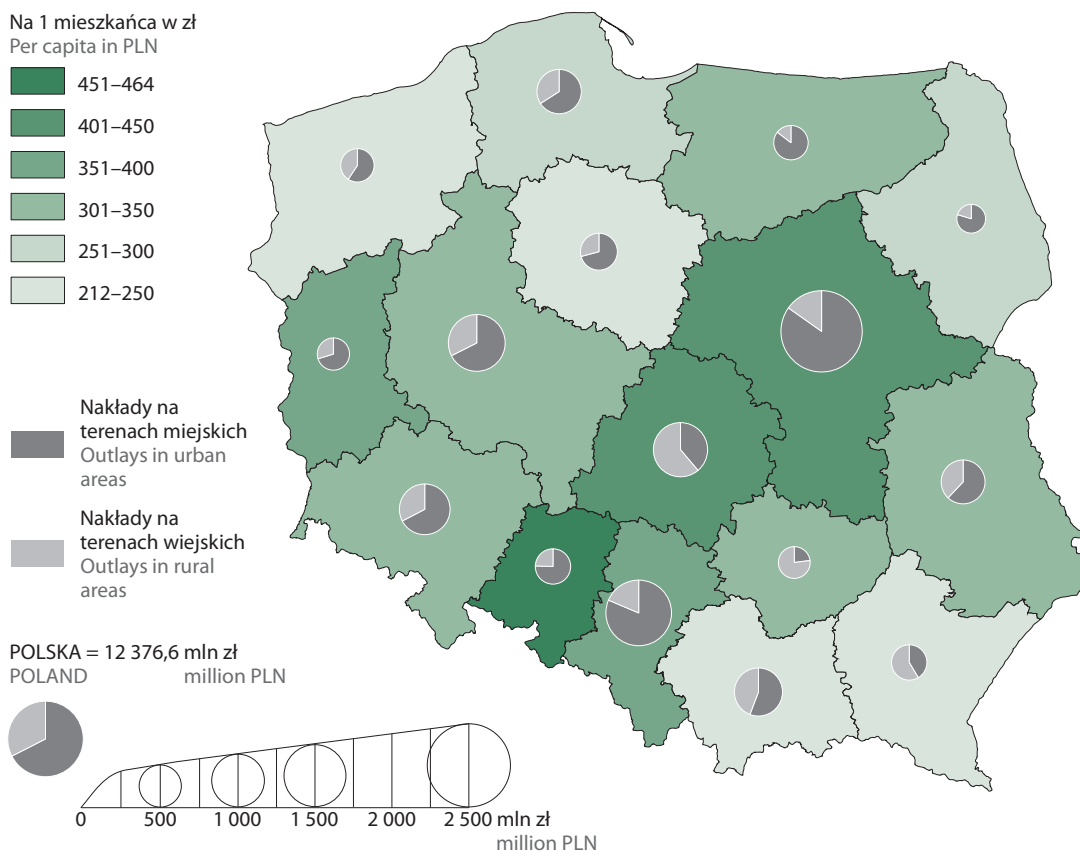 Na 1 mieszkańca w zł
Per capita in PLN
451–464
401–450
351–400
301–350
251–300
212–250
Nakłady na
terenach miejskich
Outlays in urban
areas
Nakłady na
terenach wiejskich
Outlays in rural
areas
POLSKA = 12 376,6 mln zł
POLAND million PLN
0 500 1 000 1 500 2 000 2 500 mln zł
million PLN